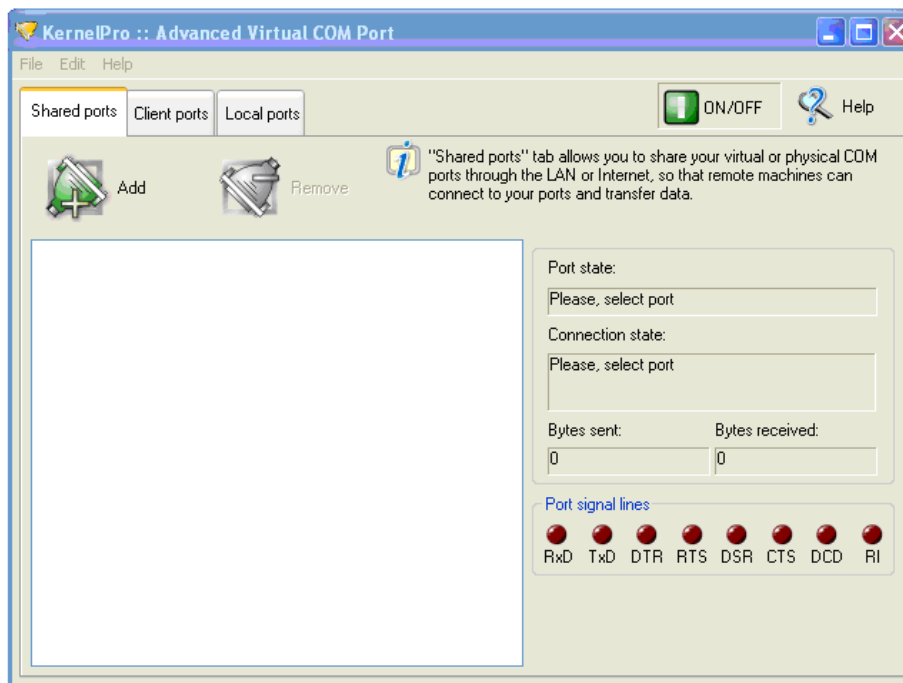 KernelPro :: Advanced Virtual COM Port
File Edit Help
Shared ports Client ports Local ports ON/OFF Help
Add Remove
"Shared ports" tab allows you to share your virtual or physical COM
ports through the LAN or Internet, so that remote machines can
connect to your ports and transfer data.
Port state:
Please, select port
Connection state:
Please, select port
Bytes sent: Bytes received:
0 0
Port signal lines
RxD TxD DTR RTS DSR CTS DCD RI